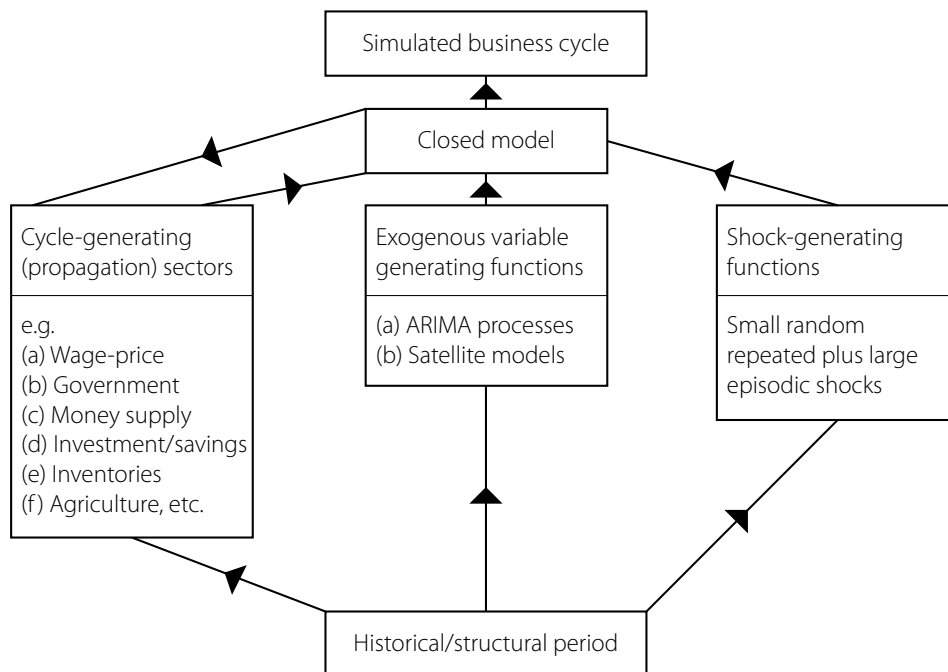 Simulated business cycle
Closed model
Cycle-generating
(propagation) sectors
e.g.
(a) Wage-price
(b) Government
(c) Money supply
(d) Investment/savings
(e) Inventories
(f) Agriculture, etc.
Exogenous variable
generating functions
(a) ARIMA processes
(b) Satellite models
Shock-generating
functions
Small random
repeated plus large
episodic shocks
Historical/structural period